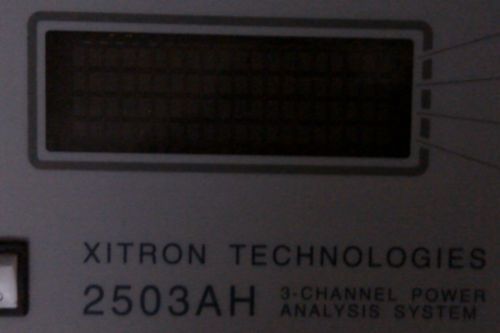 XITRON TECHNOLOGIES
2503AH 3-CHANNEL POWER
ANALYSIS SYSTEM